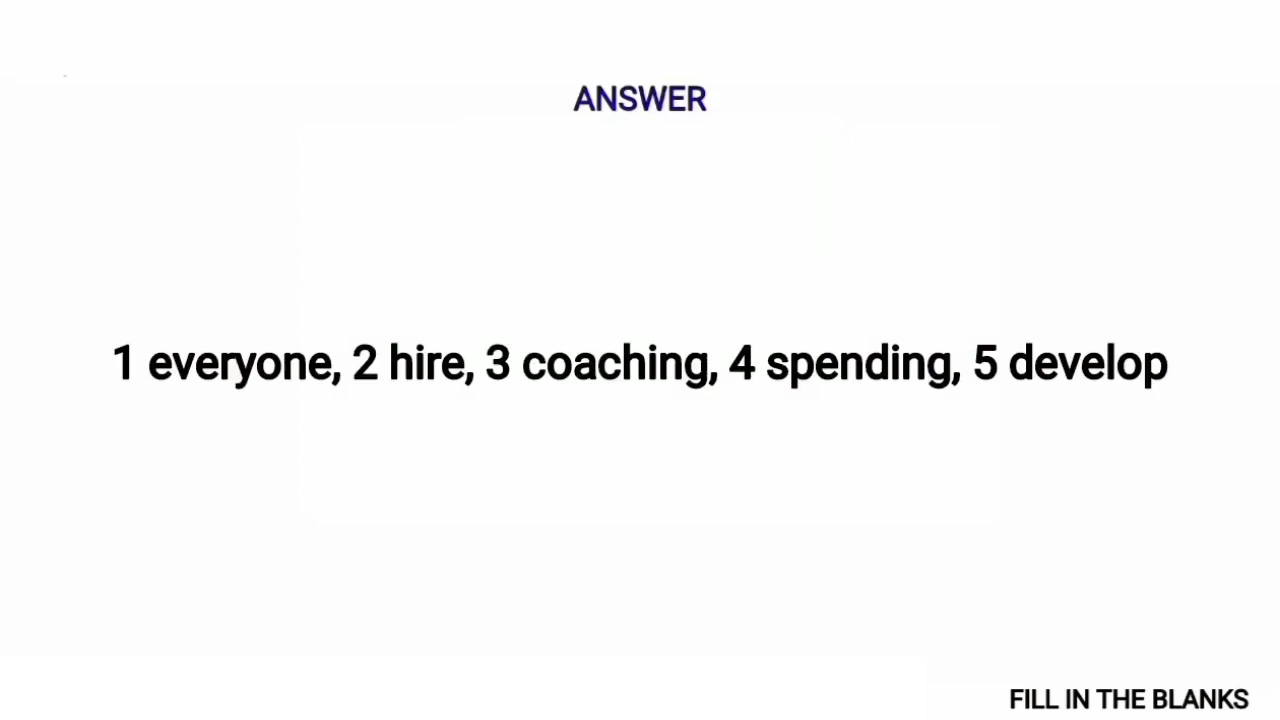 ANSWER
1 everyone, 2 hire, 3 coaching, 4 spending, 5 develop
FILL IN THE BLANKS